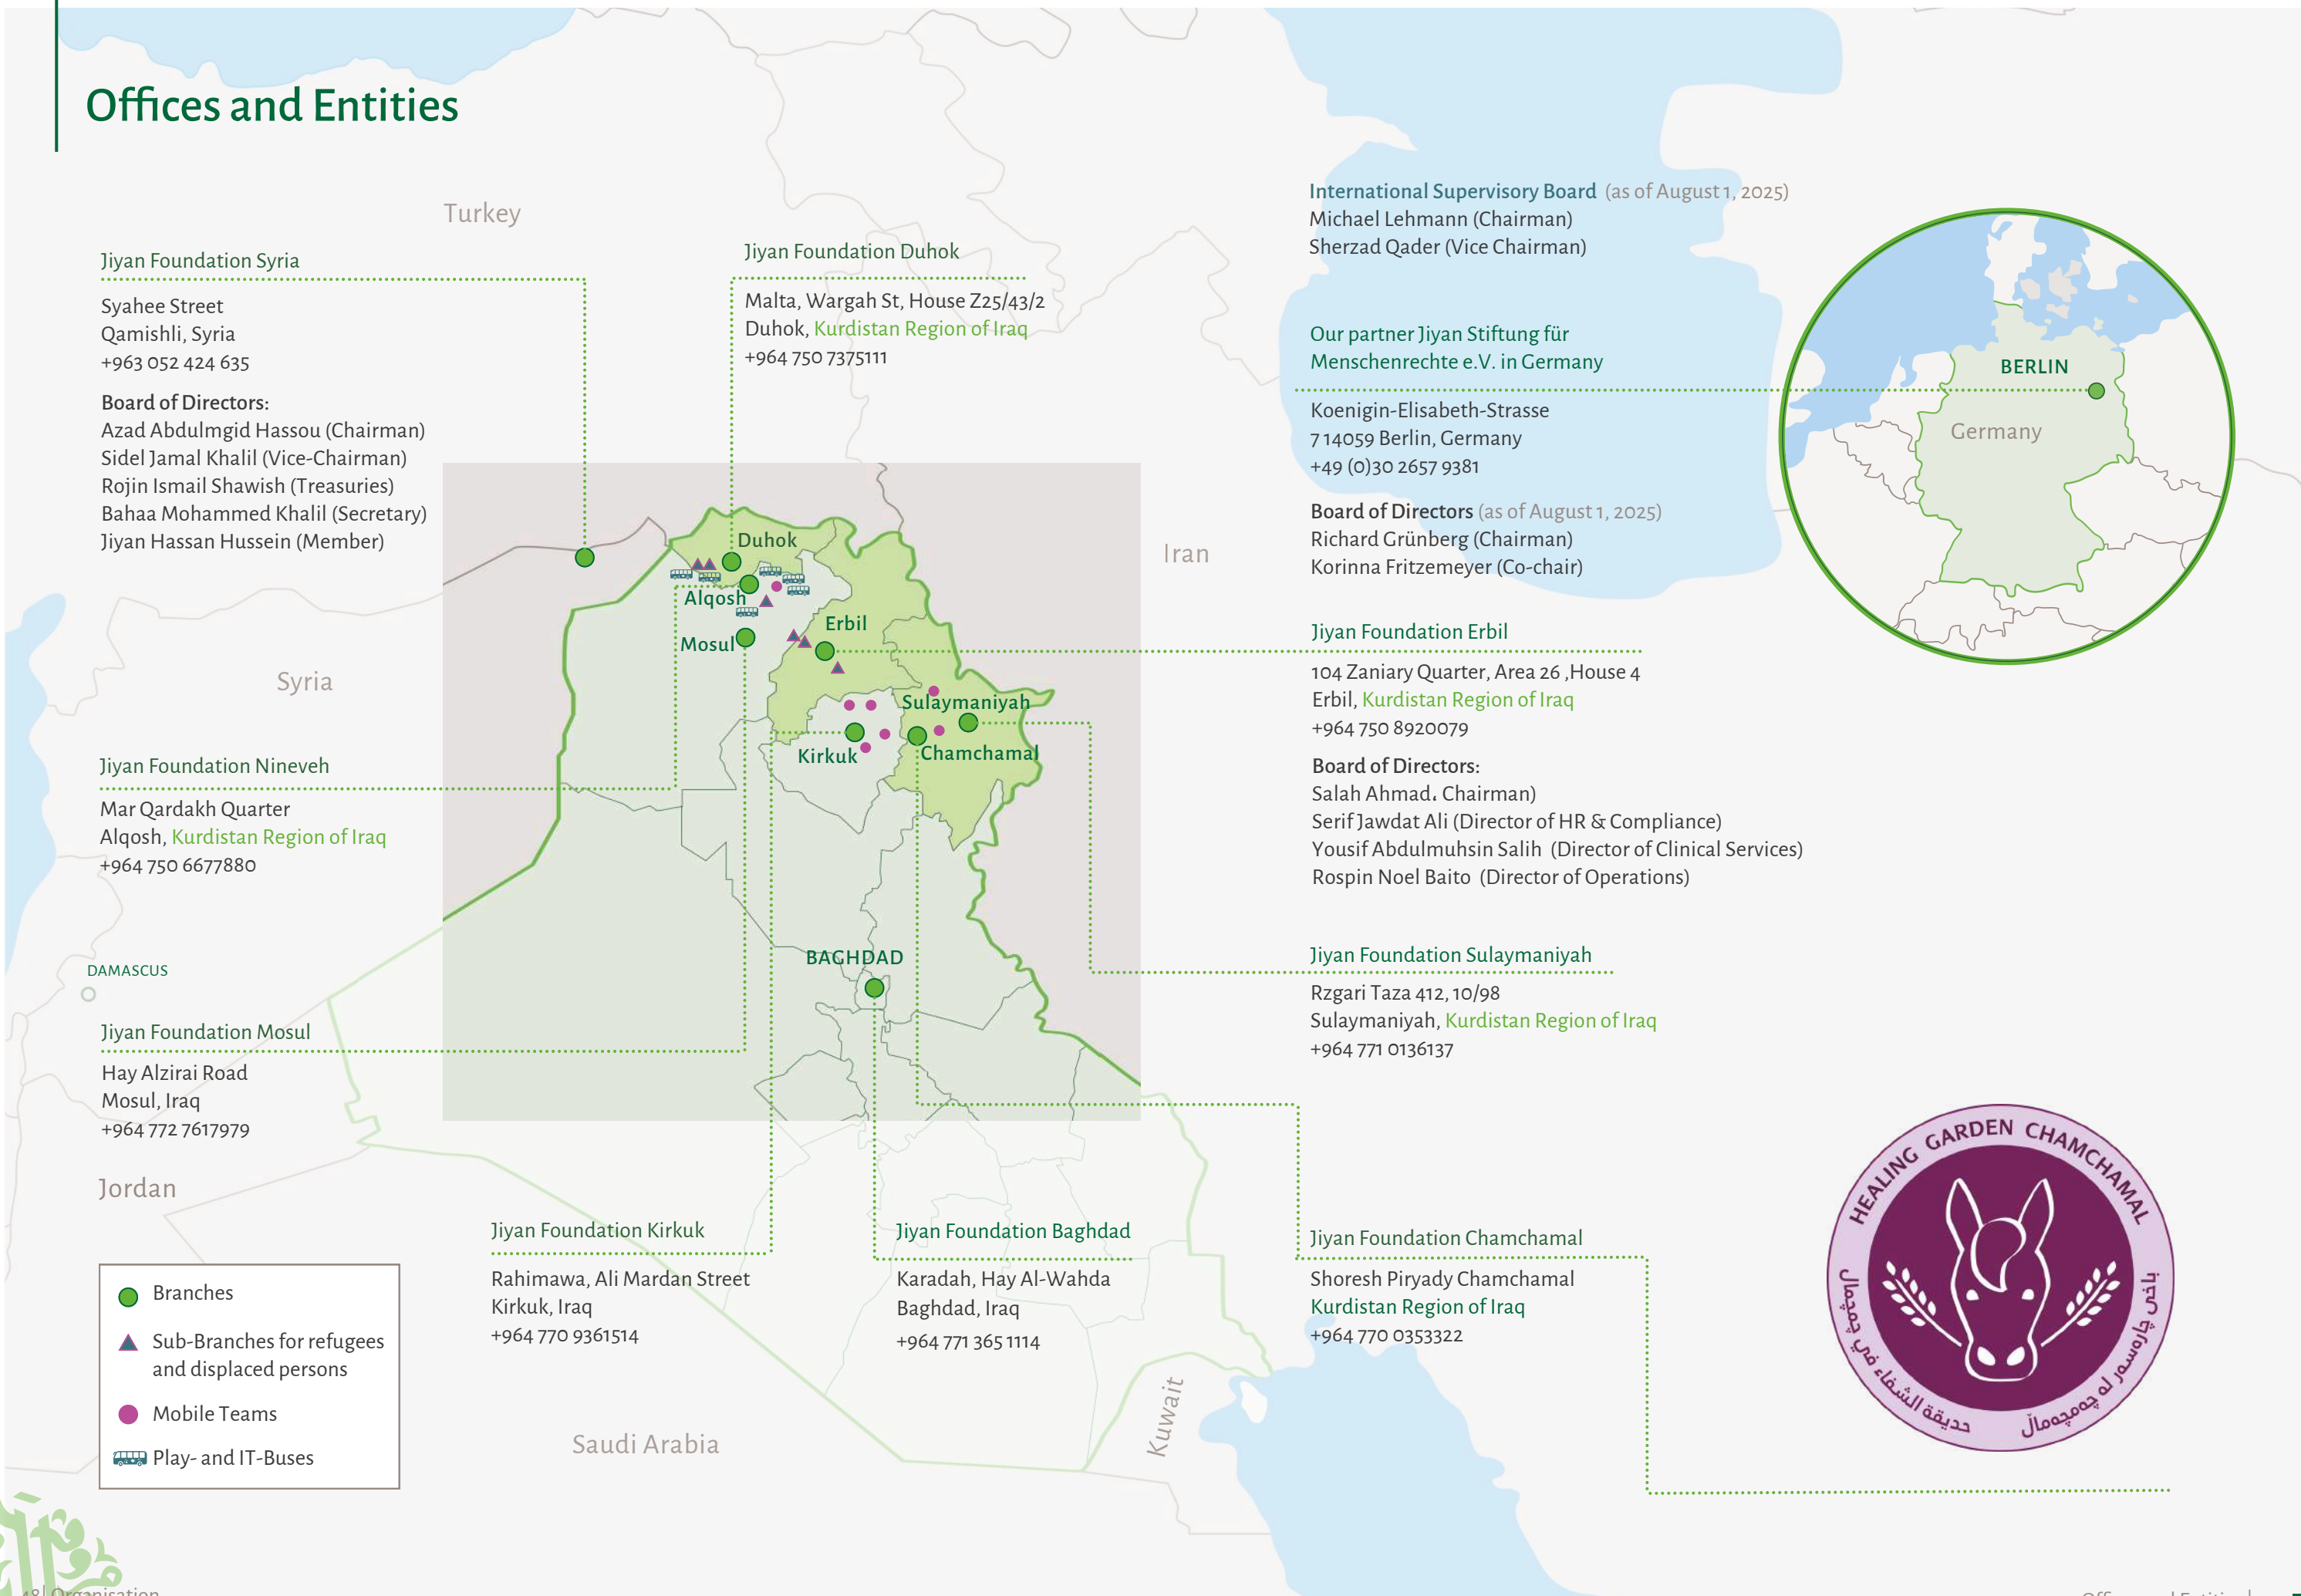 Offices and Entities
Turkey
Jiyan Foundation Syria
Syahee Street
Qamishli, Syria
+963 052 424 635
Board of Directors:
Azad Abdulmgid Hassou (Chairman)
Sidel Jamal Khalil (Vice-Chairman)
Rojin Ismail Shawish (Treasuries)
Bahaa Mohammed Khalil (Secretary)
Jiyan Hassan Hussein (Member)
Jiyan Foundation Duhok
Malta, Wargah St, House Z25/43/2
Duhok, Kurdistan Region of Iraq
+964 750 7375111
International Supervisory Board (as of August 1, 2025)
Michael Lehmann (Chairman)
Sherzad Qader (Vice Chairman)
Our partner Jiyan Stiftung für
Menschenrechte e.V. in Germany
Koenigin-Elisabeth-Strasse
7 14059 Berlin, Germany
+49 (0)30 2657 9381
Board of Directors (as of August 1, 2025)
Richard Grünberg (Chairman)
Korinna Fritzemeyer (Co-chair)
BERLIN
Germany
Iran
Syria
Duhok
Alqosh
Mosul
Erbil
Sulaymaniyah
Kirkuk
Chamchamal
BAGHDAD
Jiyan Foundation Erbil
104 Zaniary Quarter, Area 26 ,House 4
Erbil, Kurdistan Region of Iraq
+964 750 8920079
Board of Directors:
Salah Ahmad، Chairman)
Serif Jawdat Ali (Director of HR & Compliance)
Yousif Abdulmuhsin Salih (Director of Clinical Services)
Rospin Noel Baito (Director of Operations)
Jiyan Foundation Nineveh
Mar Qardakh Quarter
Alqosh, Kurdistan Region of Iraq
+964 750 6677880
DAMASCUS
Jiyan Foundation Mosul
Hay Alzirai Road
Mosul, Iraq
+964 772 7617979
Jordan
Jiyan Foundation Sulaymaniyah
Rzgari Taza 412, 10/98
Sulaymaniyah, Kurdistan Region of Iraq
+964 771 0136137
Jiyan Foundation Kirkuk
Rahimawa, Ali Mardan Street
Kirkuk, Iraq
+964 770 9361514
Jiyan Foundation Baghdad
Karadah, Hay Al-Wahda
Baghdad, Iraq
+964 771 365 1114
Jiyan Foundation Chamchamal
Shoresh Piryady Chamchamal
Kurdistan Region of Iraq
+964 770 0353322
HEALING GARDEN CHAMCHAMAL
باخی چارەسەر لە چەمچەماڵ
حديقة الشفاء في جمجمال
Branches
Sub-Branches for refugees
and displaced persons
Mobile Teams
Play- and IT-Buses
Saudi Arabia
Kuwait
48| Organisation